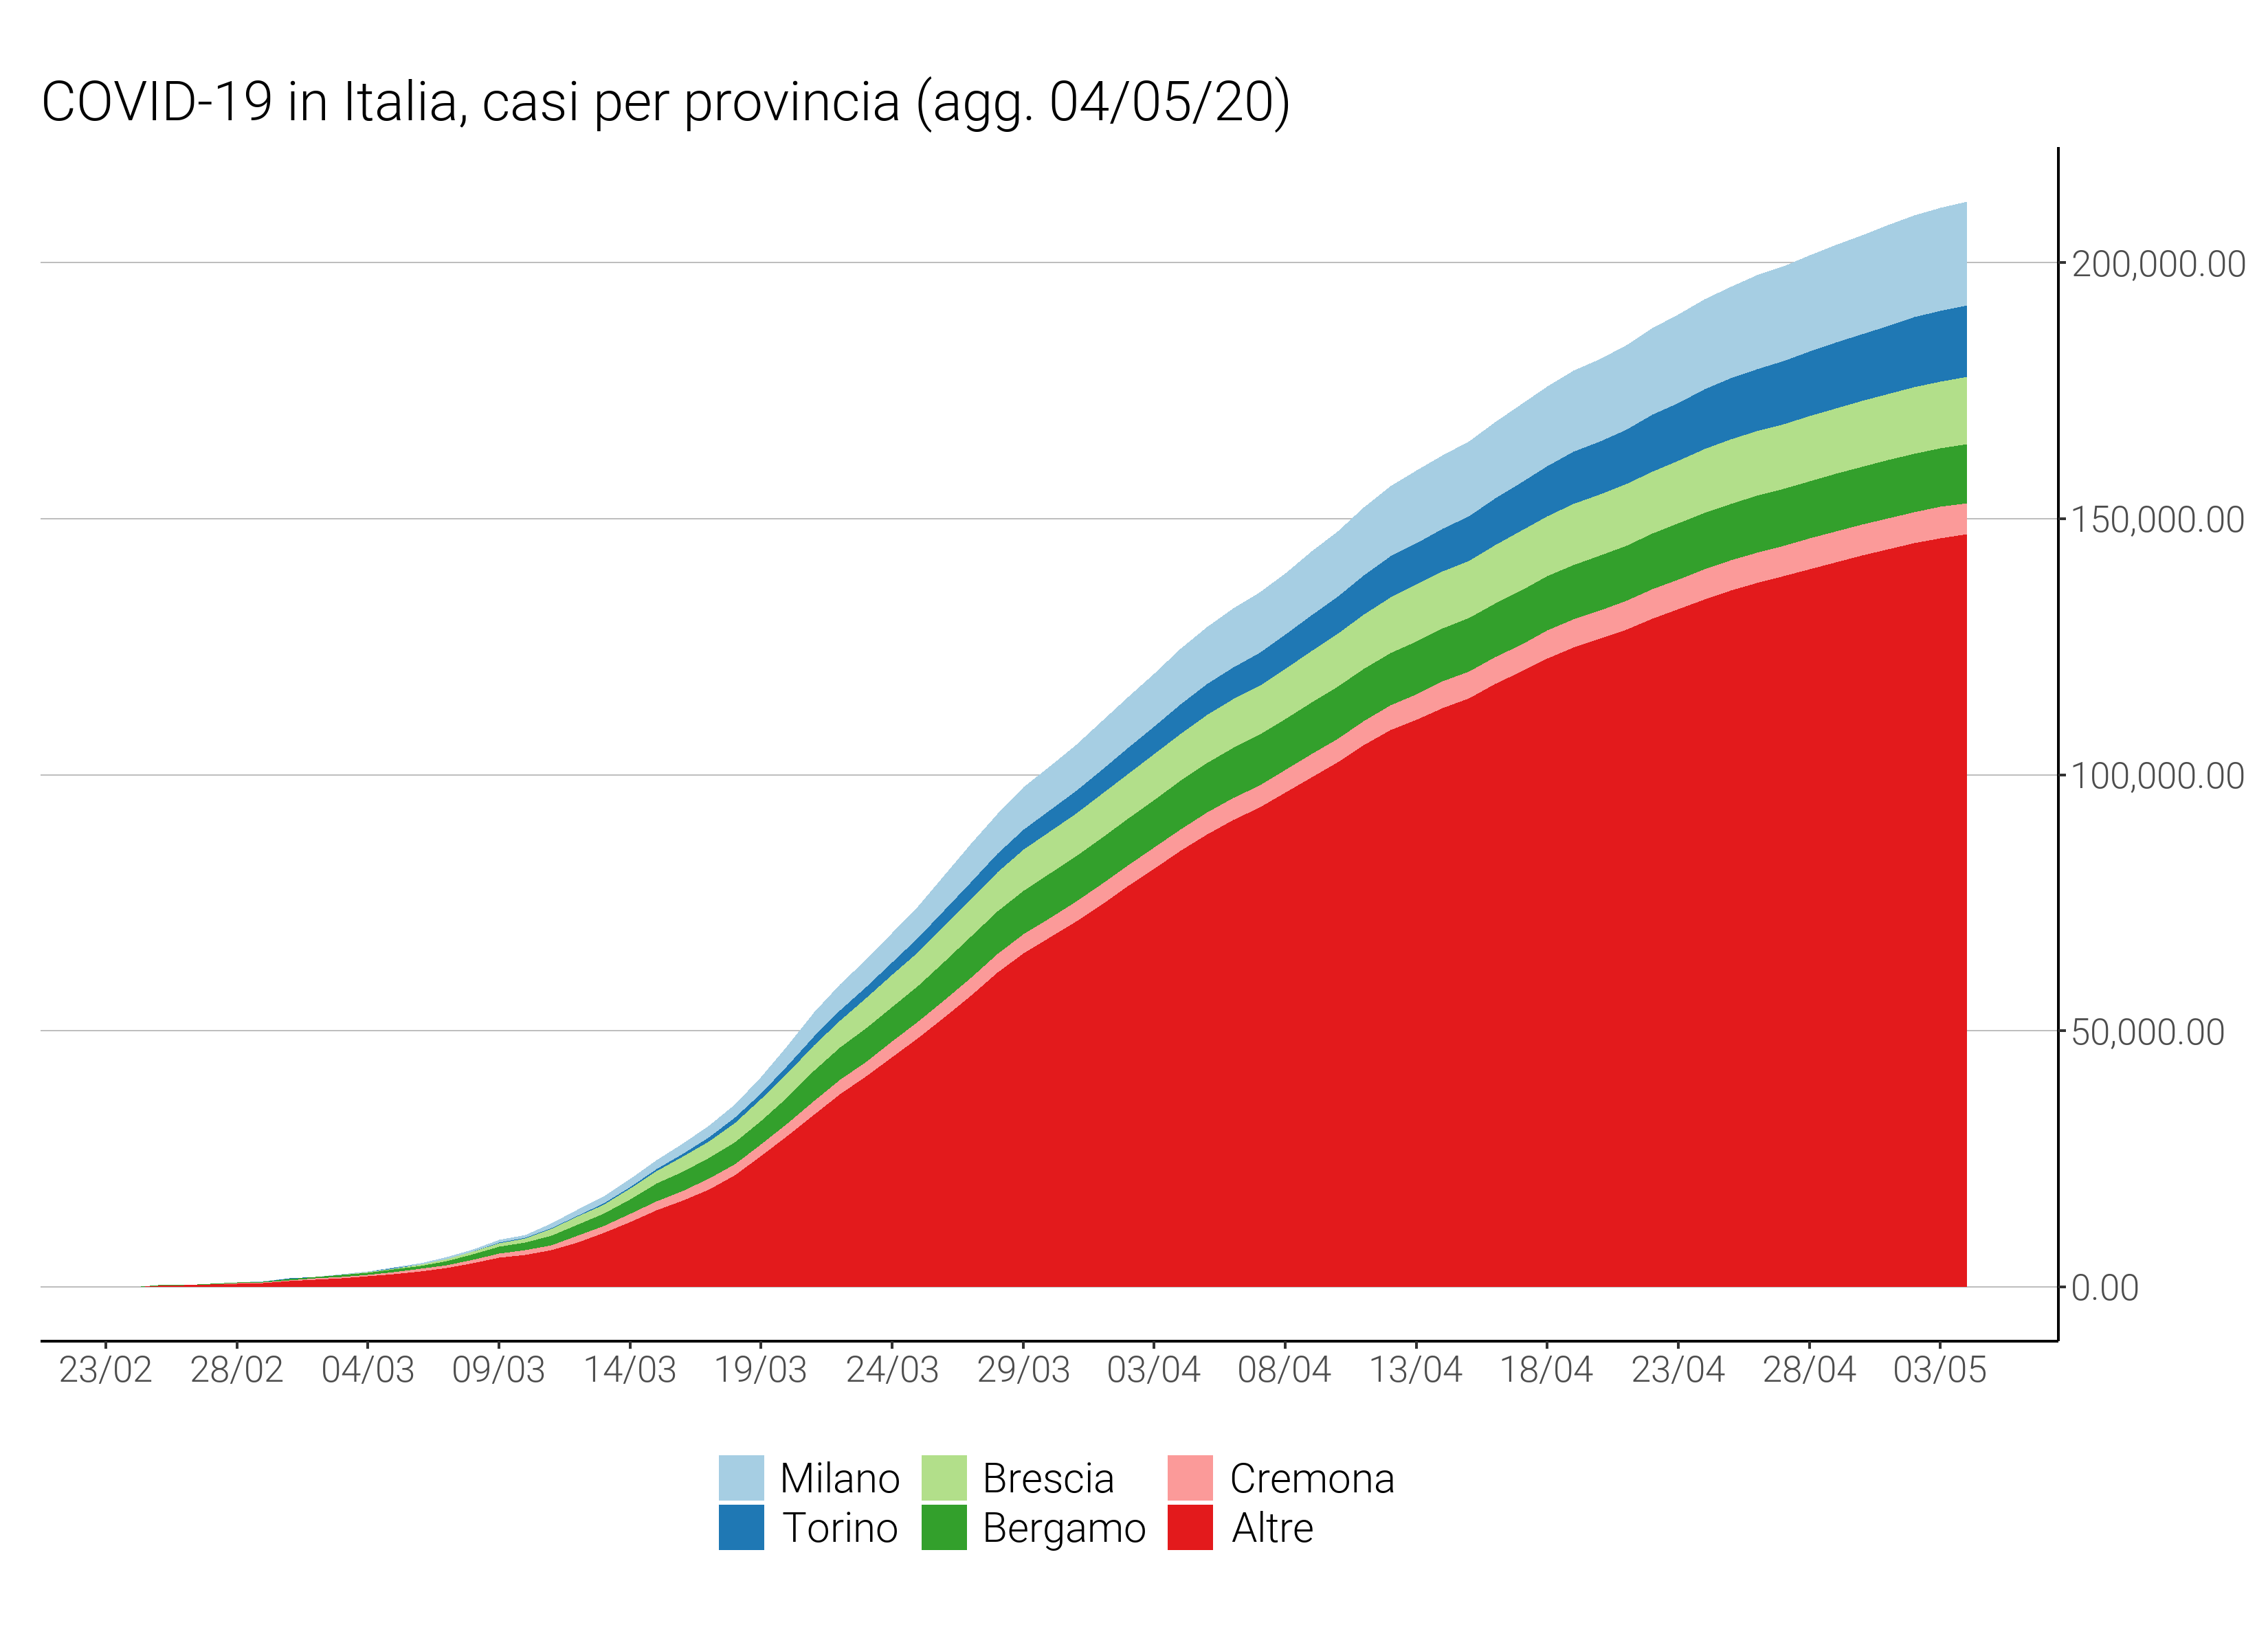 COVID-19 in Italia, casi per provincia (agg. 04/05/20)
200,000.00
150,000.00
100,000.00
50,000.00
0.00
23/02 28/02 04/03 09/03 14/03 19/03 24/03 29/03 03/04 08/04 13/04 18/04 23/04 28/04 03/05
Milano Brescia Cremona
Torino Bergamo Altre